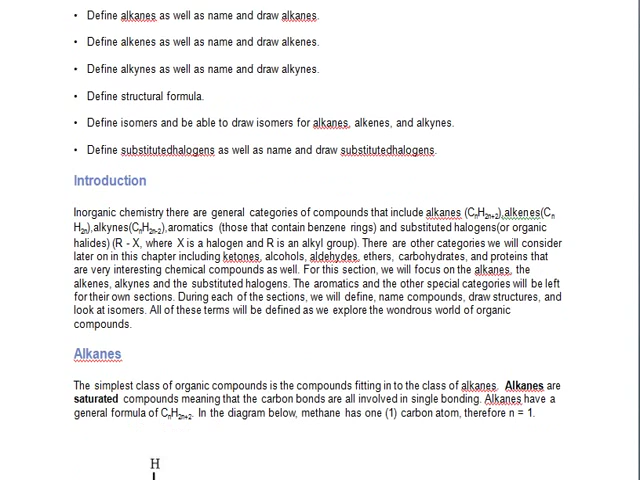 • Define alkanes as well as name and draw alkanes.
• Define alkenes as well as name and draw alkenes.
• Define alkynes as well as name and draw alkynes.
• Define structural formula.
• Define isomers and be able to draw isomers for alkanes, alkenes, and alkynes.
• Define substitutedhalogens as well as name and draw substitutedhalogens.
Introduction
Inorganic chemistry there are general categories of compounds that include alkanes (CnH2n+2),alkenes(Cn
H2n),alkynes(CnH2n-2),aromatics (those that contain benzene rings) and substituted halogens(or organic
halides) (R - X, where X is a halogen and R is an alkyl group). There are other categories we will consider
later on in this chapter including ketones, alcohols, aldehydes, ethers, carbohydrates, and proteins that
are very interesting chemical compounds as well. For this section, we will focus on the alkanes, the
alkenes, alkynes and the substituted halogens. The aromatics and the other special categories will be left
for their own sections. During each of the sections, we will define, name compounds, draw structures, and
look at isomers. All of these terms will be defined as we explore the wondrous world of organic
compounds.
Alkanes
The simplest class of organic compounds is the compounds fitting in to the class of alkanes. Alkanes are
saturated compounds meaning that the carbon bonds are all involved in single bonding. Alkanes have a
general formula of CnH2n+2. In the diagram below, methane has one (1) carbon atom, therefore n = 1.
H